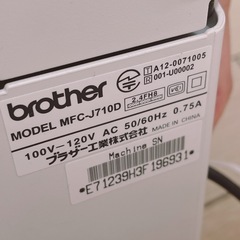 T A12-0071005
R 001-U00002
brother
2.4FH8
MODEL MFC-J710D
100V-120V AC 50/60Hz 0.75A
ブラザー工業株式会社
MADE IN CHINA
Machine SN
E71239H3F196931